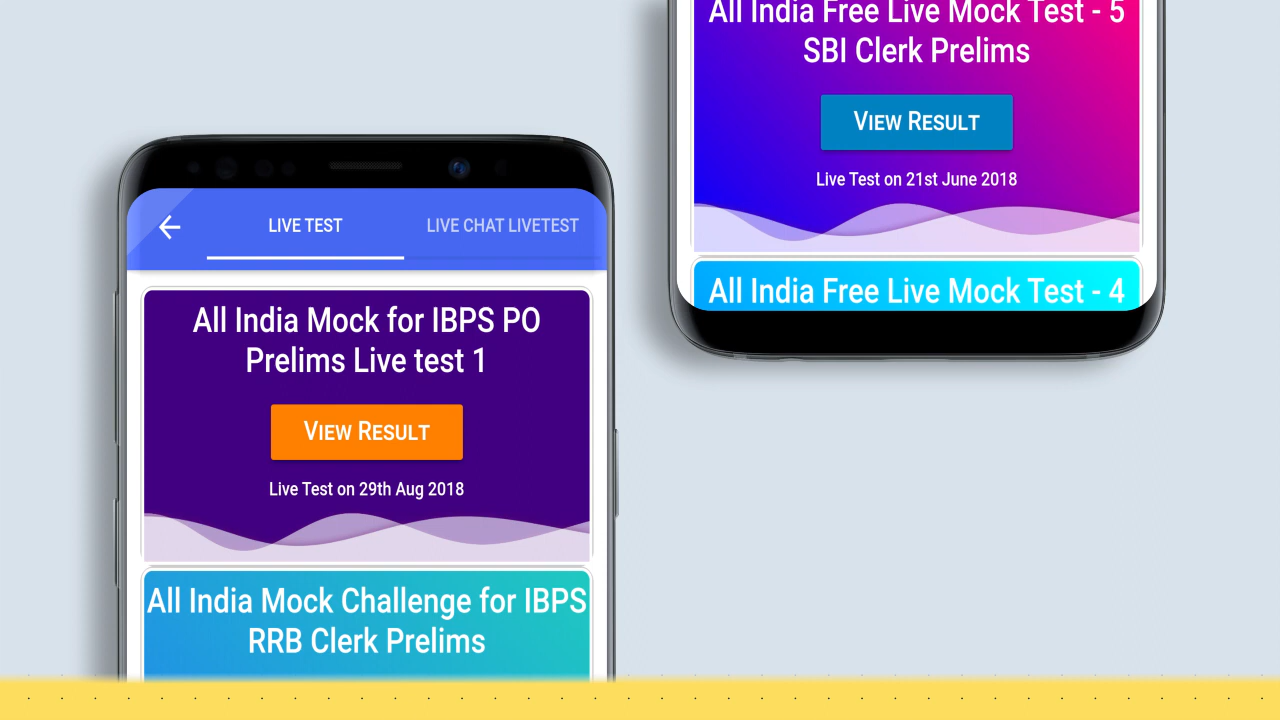 LIVE TEST
LIVE CHAT LIVETEST
All India Mock for IBPS PO
Prelims Live test 1
VIEW RESULT
Live Test on 29th Aug 2018
All India Mock Challenge for IBPS
RRB Clerk Prelims
All India Free Live Mock Test - 5
SBI Clerk Prelims
VIEW RESULT
Live Test on 21st June 2018
All India Free Live Mock Test - 4